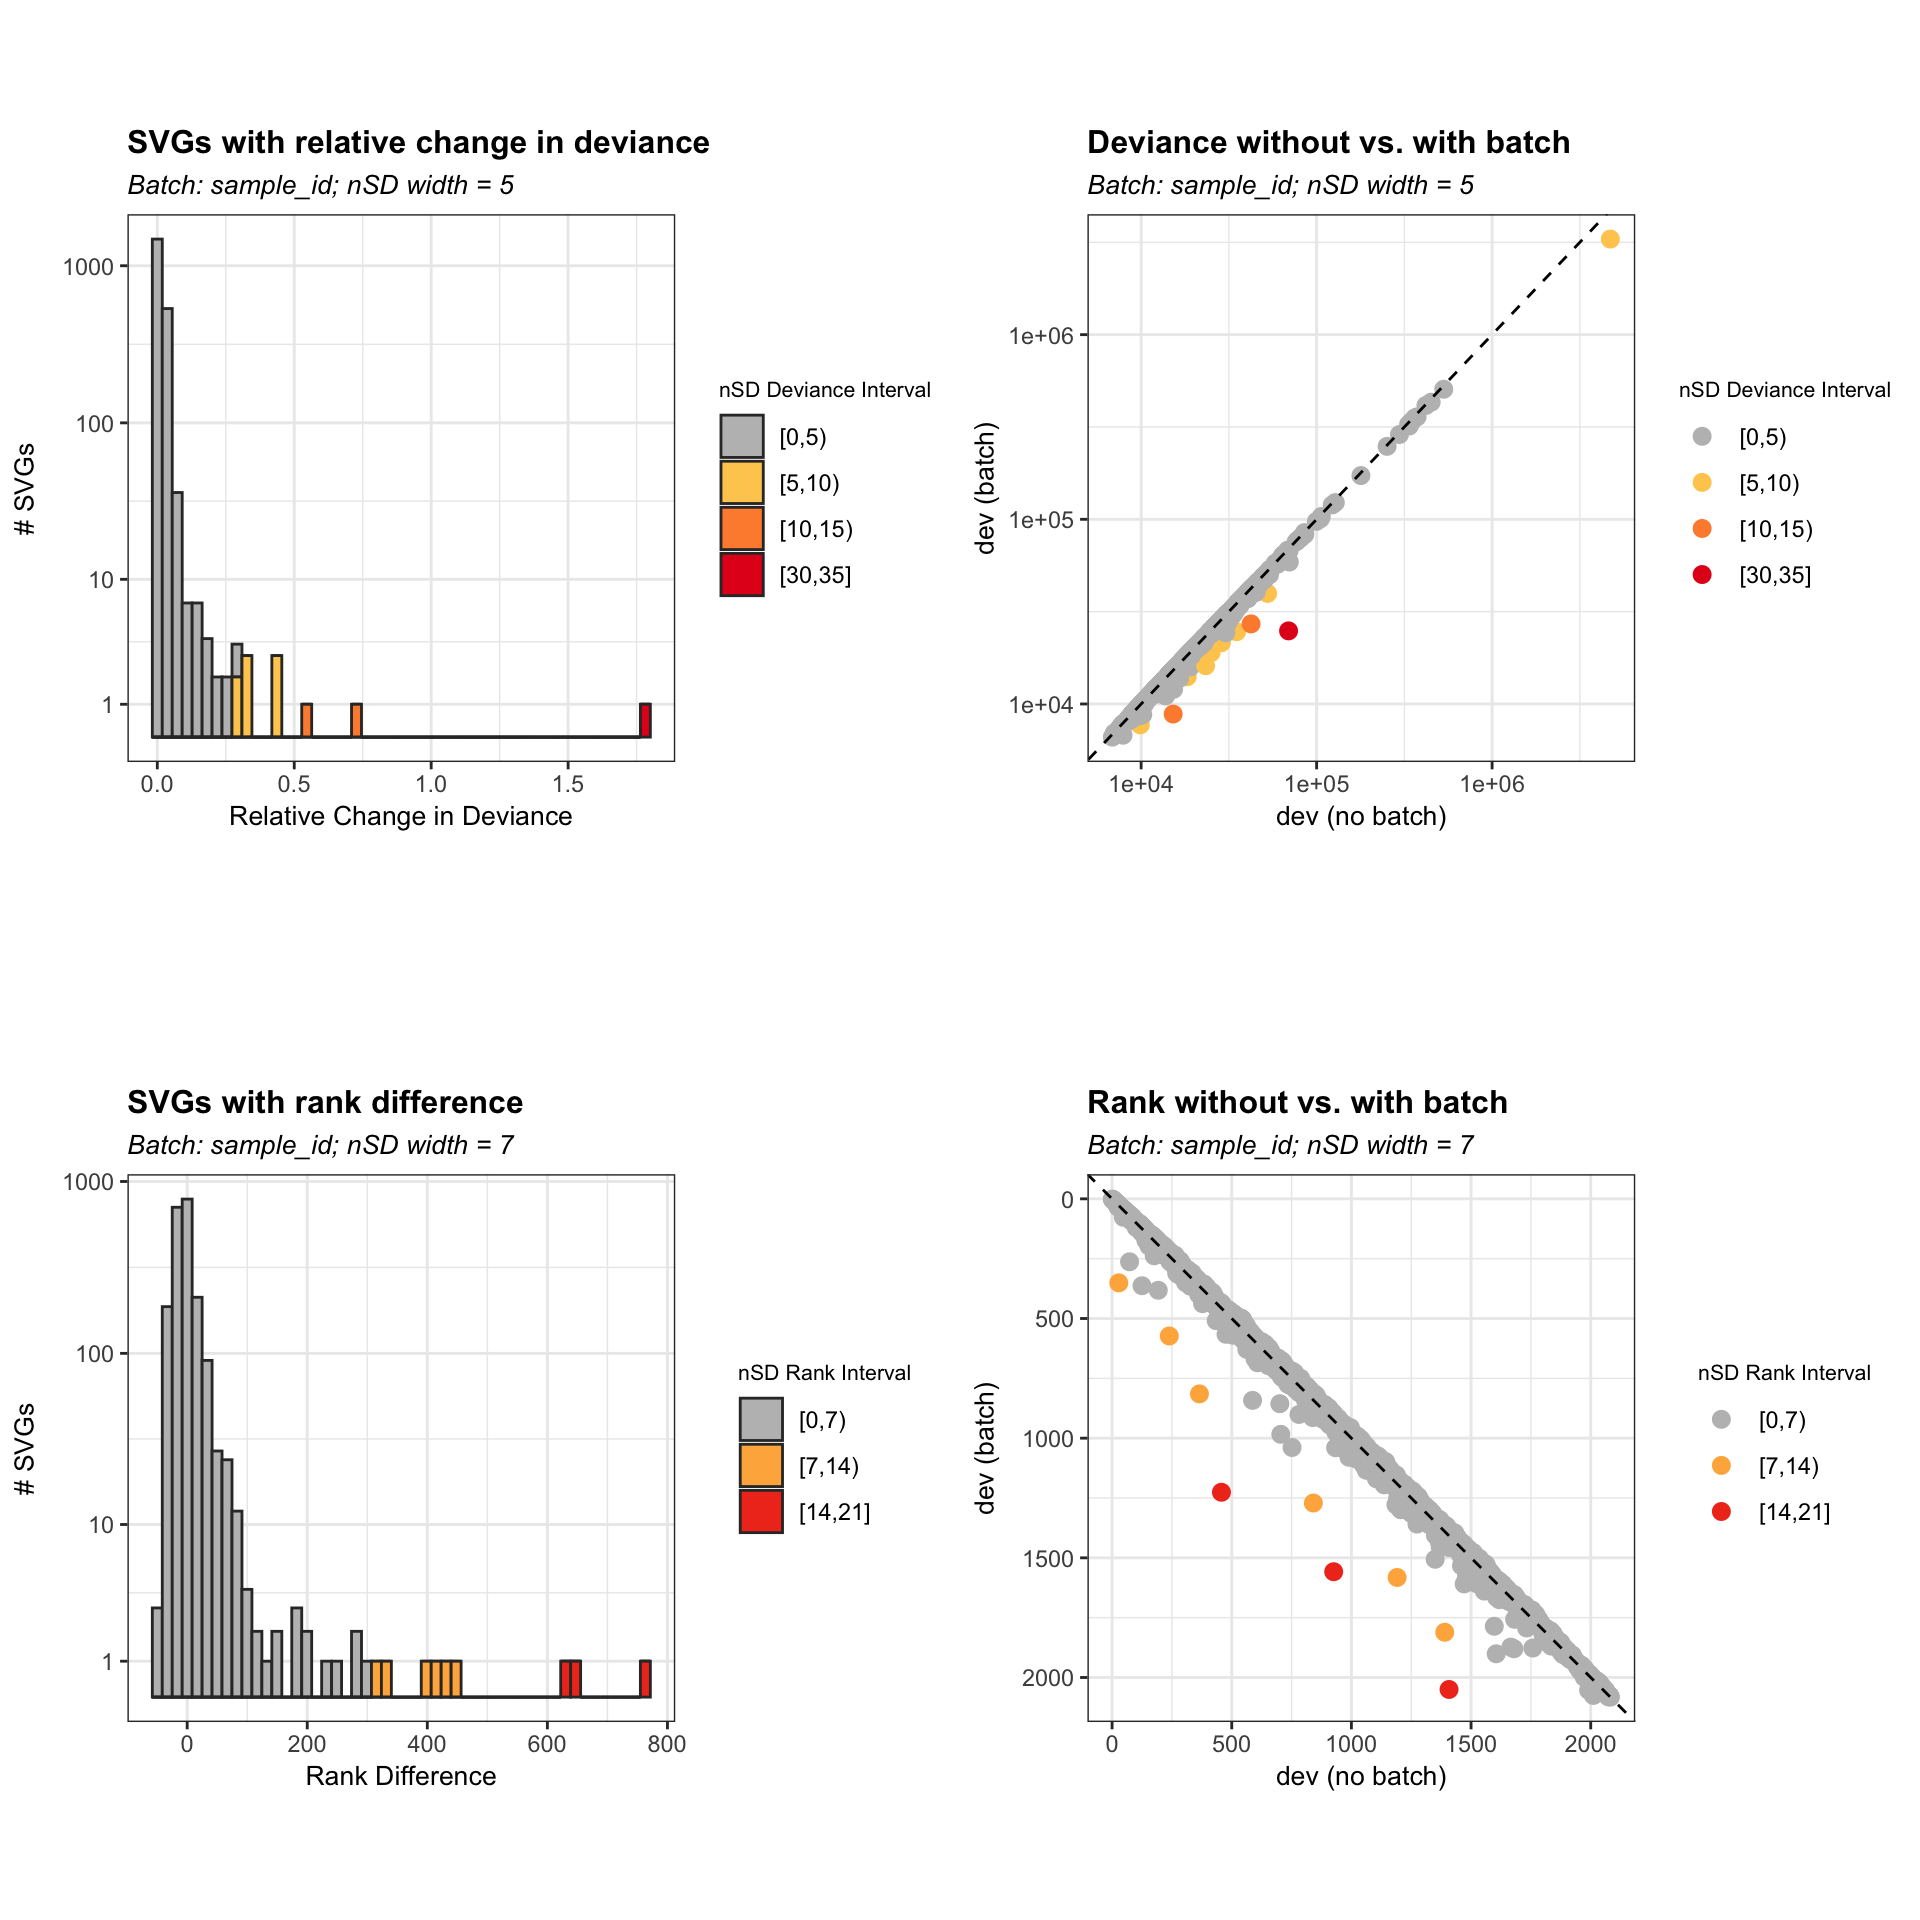 SVGs with relative change in deviance
Batch: sample_id; nSD width = 5
# SVGs
1000
100
10
1
0.0 0.5 1.0 1.5
Relative Change in Deviance
nSD Deviance Interval
[0,5)
[5,10)
[10,15)
[30,35]
Deviance without vs. with batch
Batch: sample_id; nSD width = 5
dev (batch)
1e+06
1e+05
1e+04
1e+04 1e+05 1e+06
dev (no batch)
nSD Deviance Interval
[0,5)
[5,10)
[10,15)
[30,35]
SVGs with rank difference
Batch: sample_id; nSD width = 7
# SVGs
1000
100
10
1
0 200 400 600 800
Rank Difference
nSD Rank Interval
[0,7)
[7,14)
[14,21]
Rank without vs. with batch
Batch: sample_id; nSD width = 7
dev (batch)
0
500
1000
1500
2000
0 500 1000 1500 2000
dev (no batch)
nSD Rank Interval
[0,7)
[7,14)
[14,21]